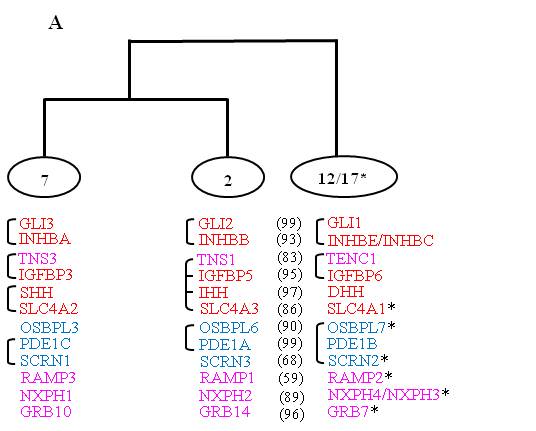 A
7 2 12/17*
GLI3 GLI2 (99) GLI1
INHBA INHBB (93) INHBE/INHBC
TNS3 TNS1 (83) TENC1
IGFBP3 IGFBP5 (95) IGFBP6
SHH IHH (97) DHH
SLC4A2 SLC4A3 (86) SLC4A1*
OSBPL3 OSBPL6 (90) OSBPL7*
PDE1C PDE1A (99) PDE1B
SCRN1 SCRN3 (68) SCRN2*
RAMP3 RAMP1 (59) RAMP2*
NXPH1 NXPH2 (89) NXPH4/NXPH3*
GRB10 GRB14 (96) GRB7*